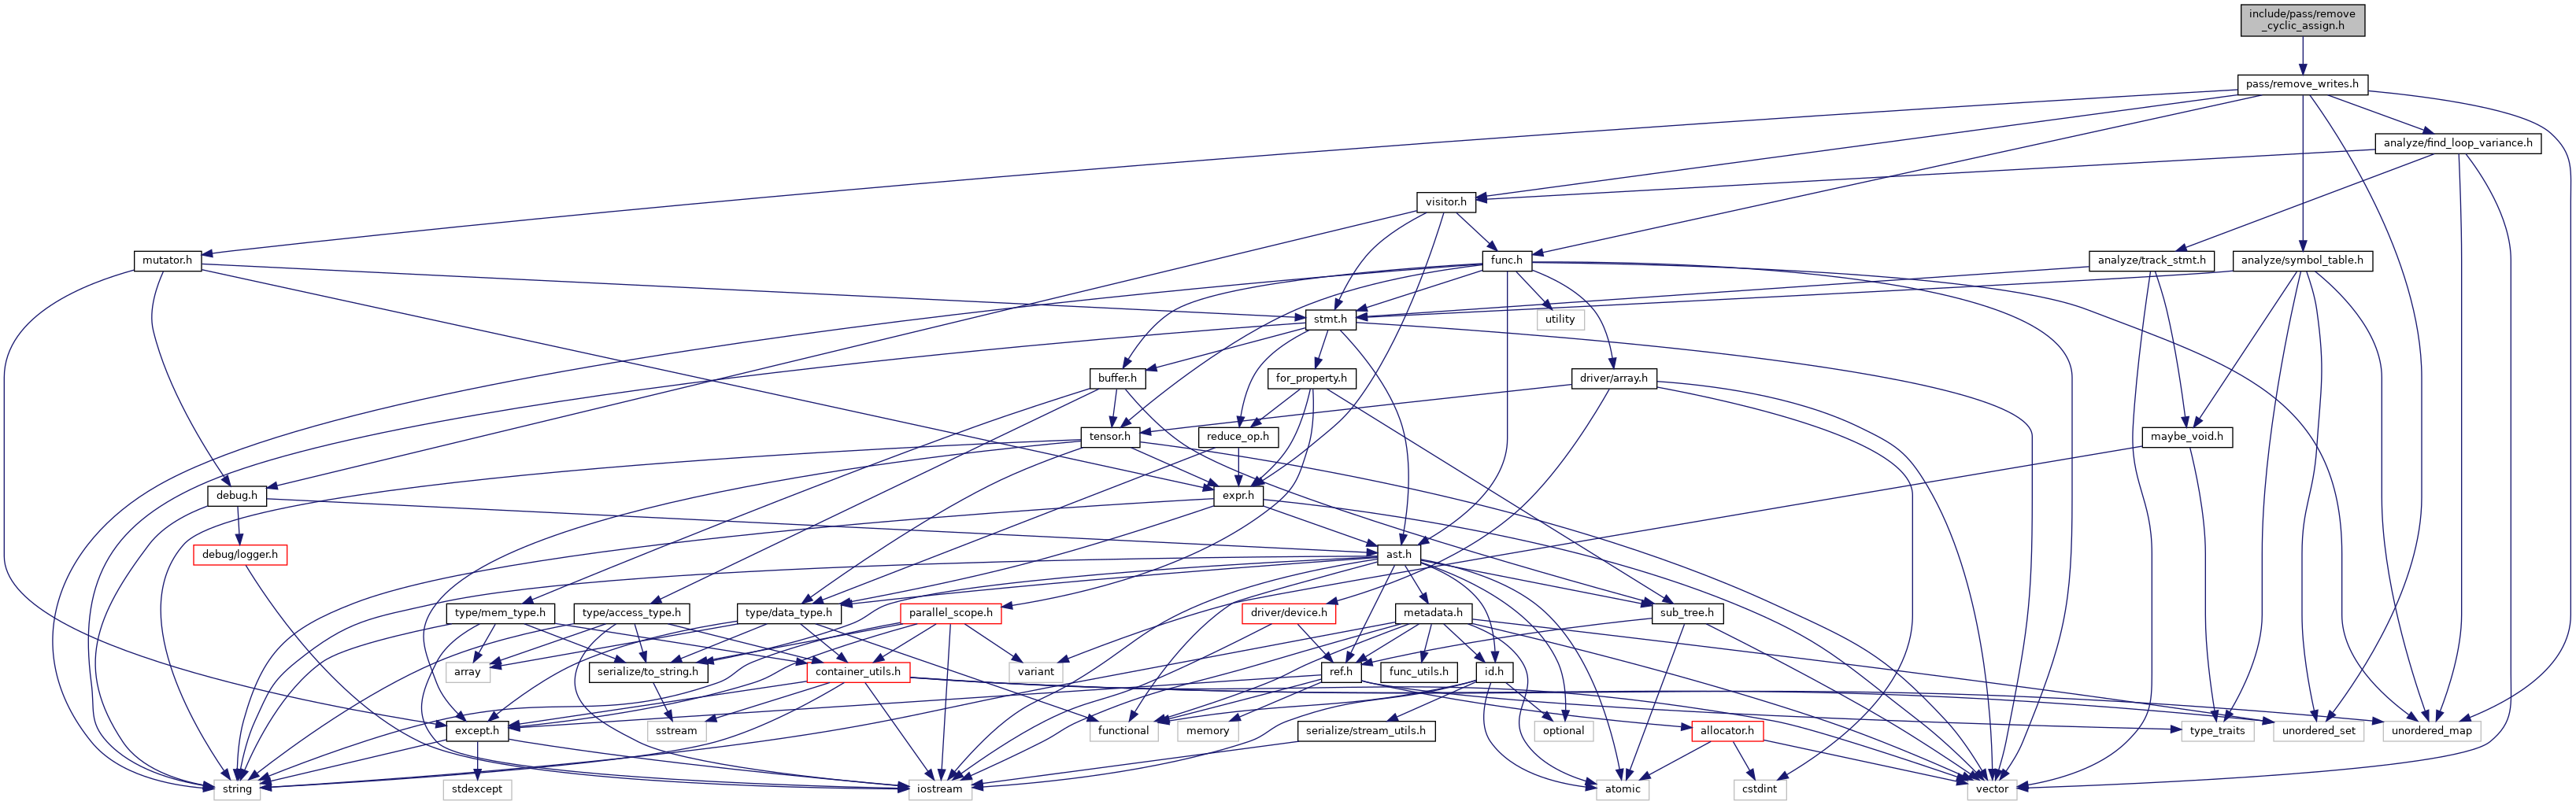 include/pass/remove
_cyclic_assign.h
pass/remove_writes.h
analyze/find_loop_variance.h
visitor.h
mutator.h
func.h
analyze/track_stmt.h
analyze/symbol_table.h
stmt.h
utility
buffer.h
for_property.h
driver/array.h
tensor.h
reduce_op.h
maybe_void.h
debug.h
expr.h
debug/logger.h
ast.h
type/mem_type.h
type/access_type.h
type/data_type.h
parallel_scope.h
driver/device.h
metadata.h
sub_tree.h
array
serialize/to_string.h
container_utils.h
variant
ref.h
func_utils.h
id.h
except.h
sstream
functional
memory
serialize/stream_utils.h
optional
allocator.h
type_traits
unordered_set
unordered_map
string
stdexcept
iostream
atomic
cstdint
vector